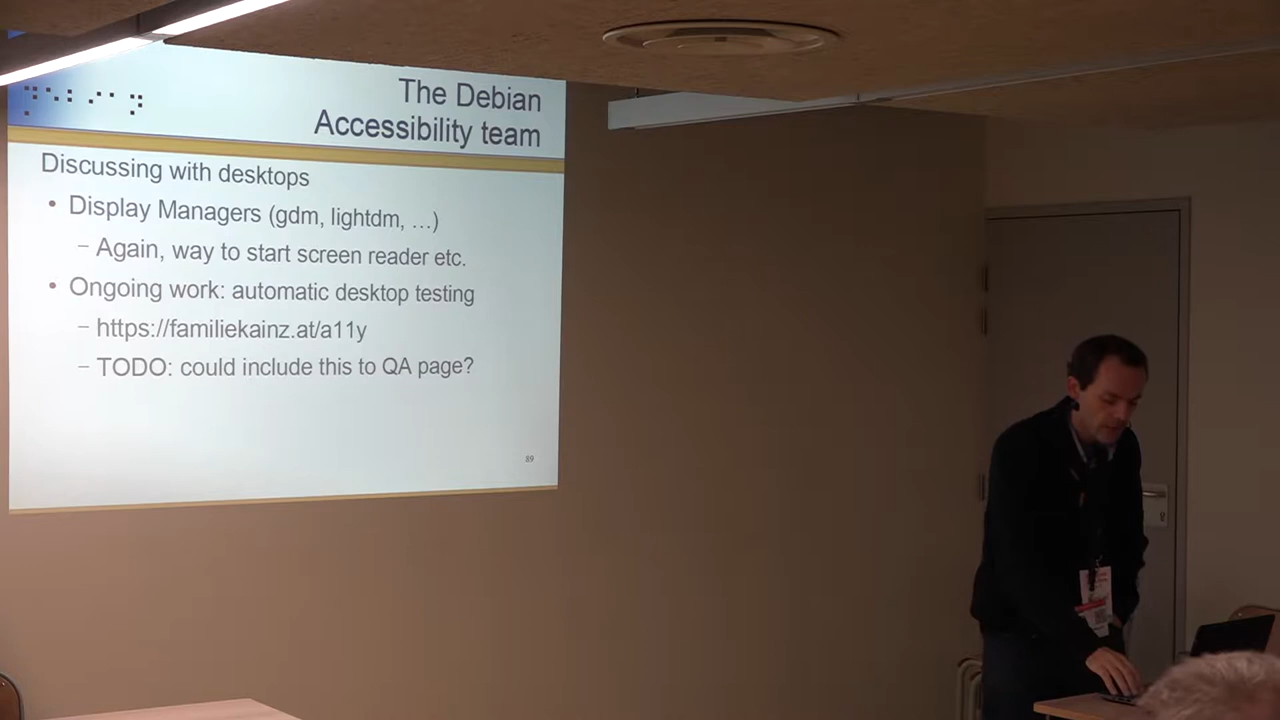 The Debian
Accessibility team
Discussing with desktops
• Display Managers (gdm, lightdm, …)
– Again, way to start screen reader etc.
• Ongoing work: automatic desktop testing
– https://familiekainz.at/a11y
– TODO: could include this to QA page?
89